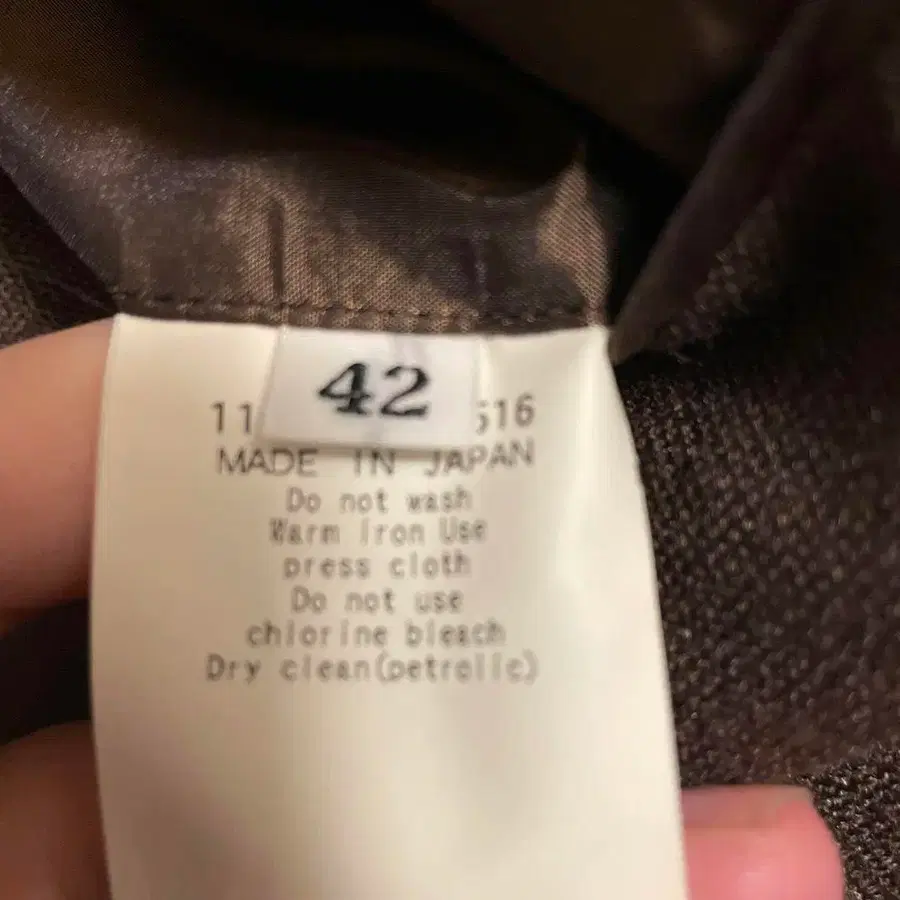 42
11 516
MADE IN JAPAN
Do not wash
Warm iron Use
press cloth
Do not use
chlorine bleach
Dry clean(petrolic)